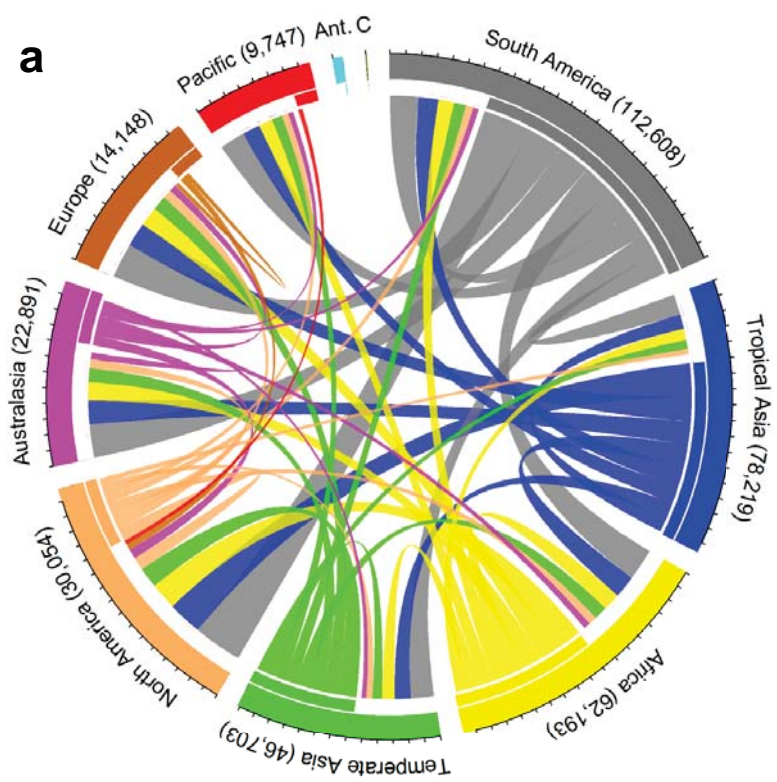 a
Ant. C
South America (112,608)
Tropical Asia (78,219)
Africa (62,193)
Temperate Asia (46,703)
North America (30,054)
Australasia (22,891)
Europe (14,148)
Pacific (9,747)